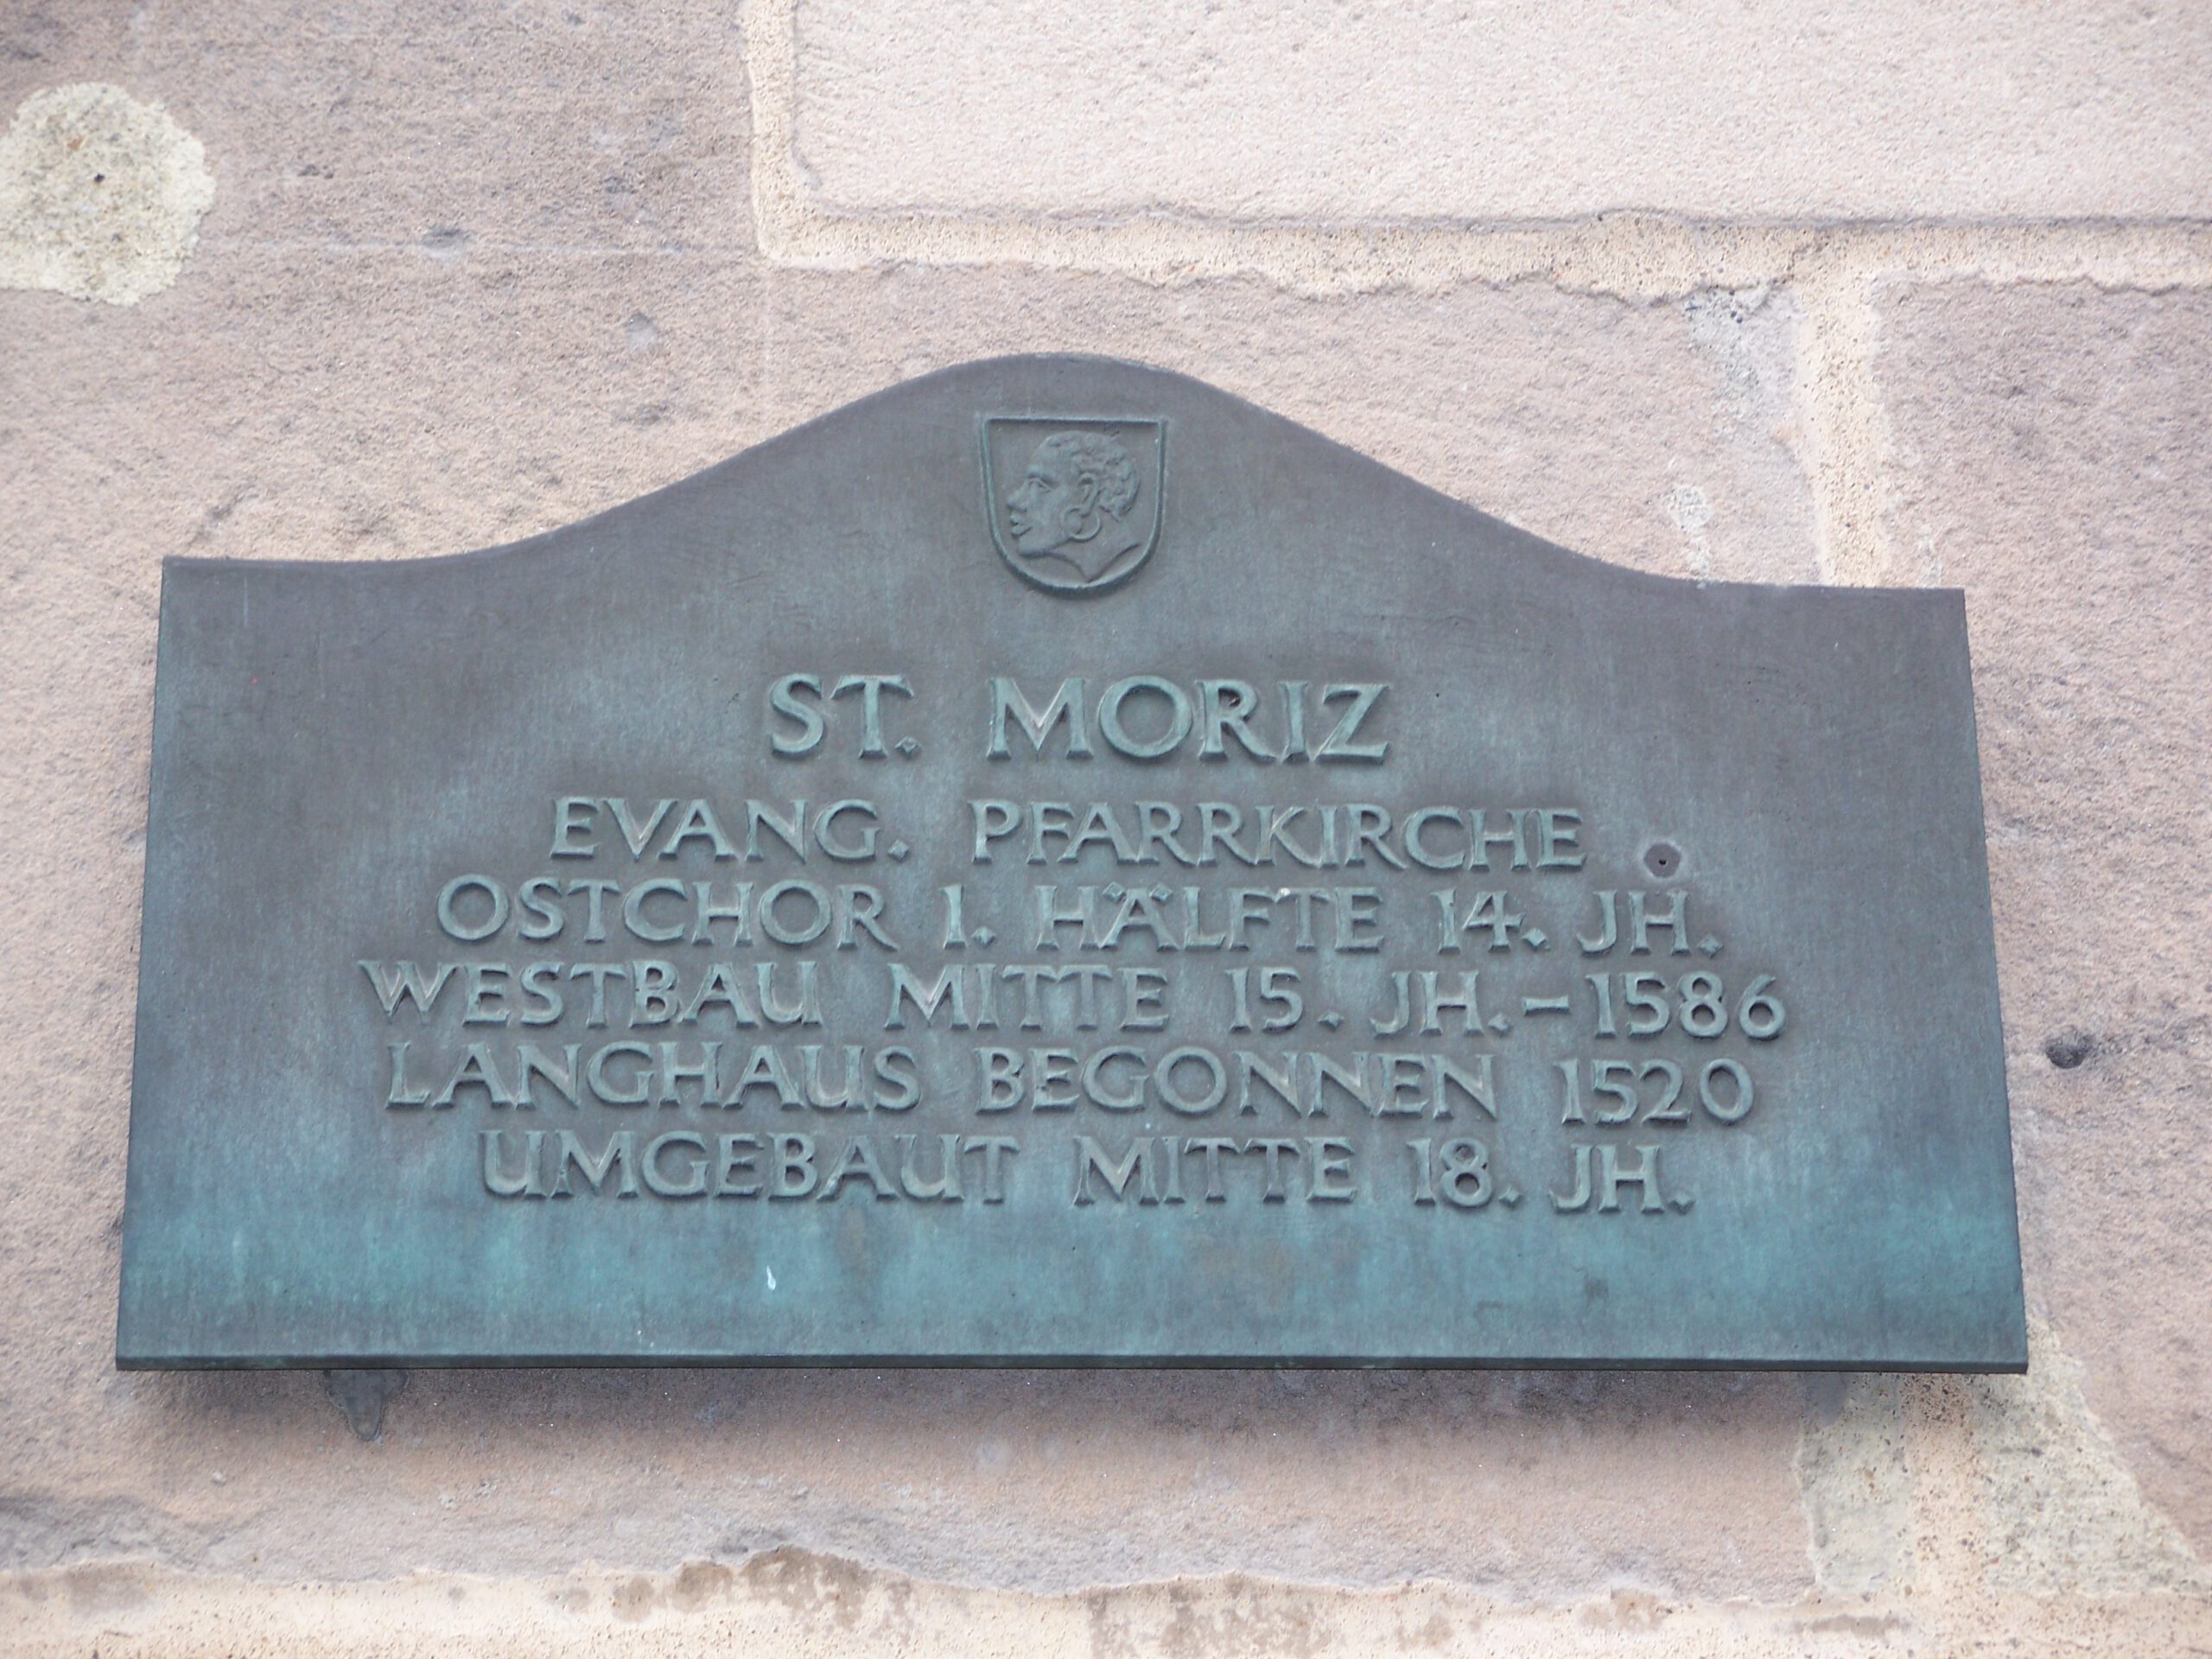 ST. MORIZ
EVANG. PFARRKIRCHE
OSTCHOR 1. HÄLFTE 14. JH.
WESTBAU MITTE 15. JH.-1586
LANGHAUS BEGONNEN 1520
UMGEBAUT MITTE 18. JH.